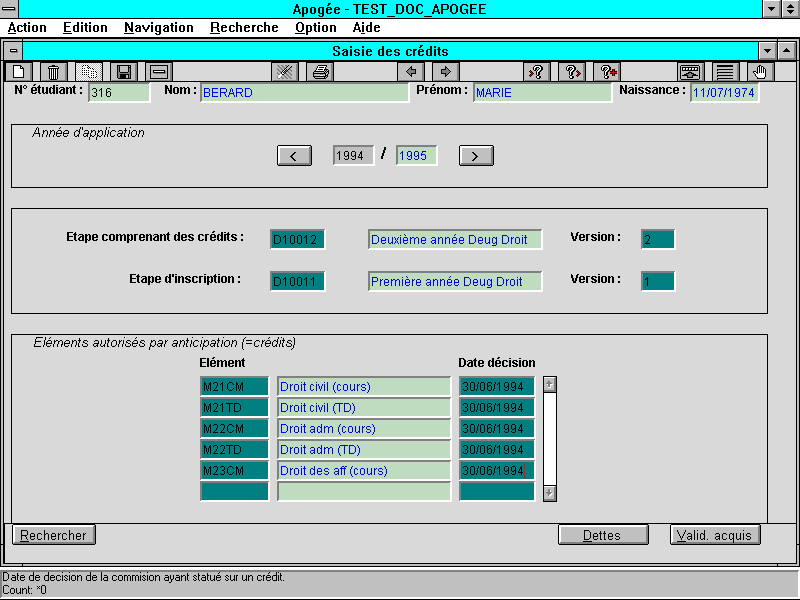 Apogée - TEST_DOC_APOGEE
Action Edition Navigation Recherche Option Aide
Saisie des crédits
N° étudiant : 316 Nom : BERARD Prénom : MARIE Naissance : 11/07/1974
Année d'application
< 1994 / 1995 >
Etape comprenant des crédits : D10012 Deuxième année Deug Droit Version : 2
Etape d'inscription : D10011 Première année Deug Droit Version : 1
Eléments autorisés par anticipation (=crédits)
Elément Date décision
M21CM Droit civil (cours) 30/06/1994
M21TD Droit civil (TD) 30/06/1994
M22CM Droit adm (cours) 30/06/1994
M22TD Droit adm (TD) 30/06/1994
M23CM Droit des aff (cours) 30/06/1994
Rechercher Dettes Valid. acquis
Date de decision de la commision ayant statué sur un crédit.
Count: *0